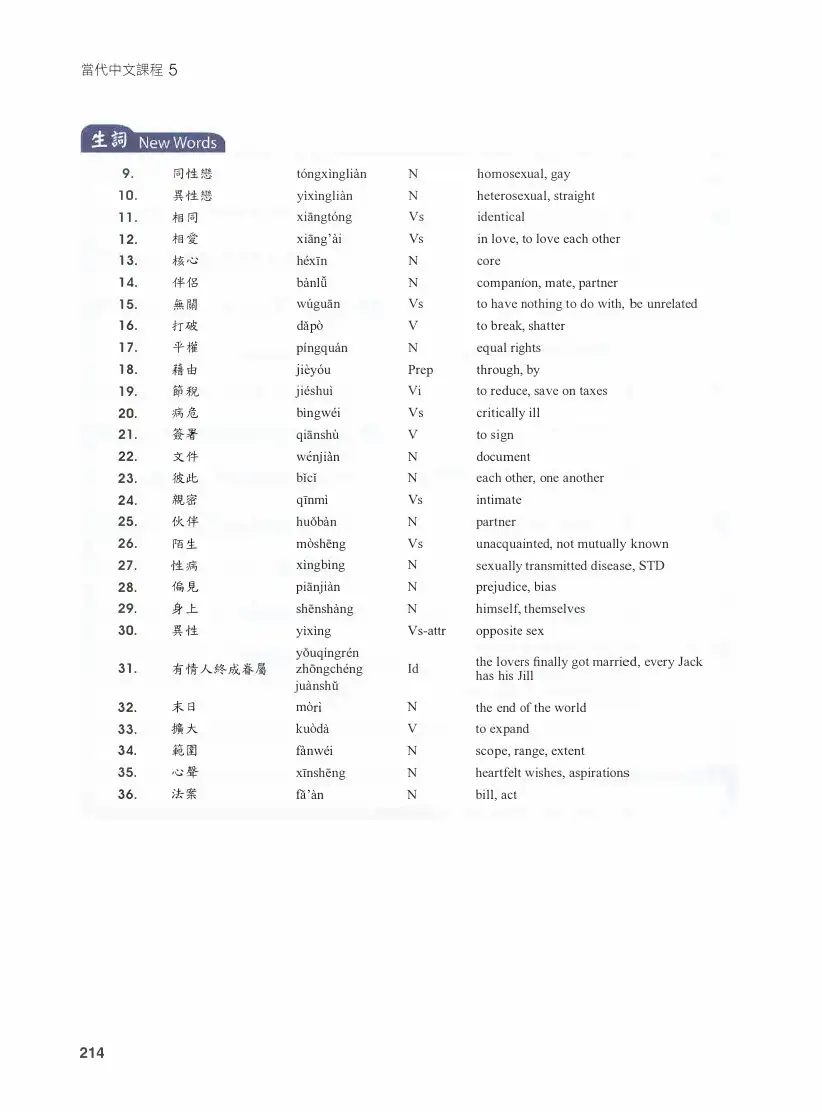 當代中文課程 5
生詞 New Words
9. 同性戀 tóngxìngliàn N homosexual, gay
10. 異性戀 yìxìngliàn N heterosexual, straight
11. 相同 xiāngtóng Vs identical
12. 相愛 xiāng’ài Vs in love, to love each other
13. 核心 héxīn N core
14. 伴侶 bànlǚ N companion, mate, partner
15. 無關 wúguān Vs to have nothing to do with, be unrelated
16. 打破 dǎpò V to break, shatter
17. 平權 píngquán N equal rights
18. 藉由 jièyóu Prep through, by
19. 節稅 jiéshuì Vi to reduce, save on taxes
20. 病危 bìngwéi Vs critically ill
21. 簽署 qiānshù V to sign
22. 文件 wénjiàn N document
23. 彼此 bǐcǐ N each other, one another
24. 親密 qīnmì Vs intimate
25. 伙伴 huǒbàn N partner
26. 陌生 mòshēng Vs unacquainted, not mutually known
27. 性病 xìngbìng N sexually transmitted disease, STD
28. 偏見 piānjiàn N prejudice, bias
29. 身上 shēnshàng N himself, themselves
30. 異性 yìxìng Vs-attr opposite sex
31. 有情人終成眷屬 yǒuqíngrén zhōngchéng juànshǔ Id the lovers finally got married, every Jack has his Jill
32. 末日 mòrì N the end of the world
33. 擴大 kuòdà V to expand
34. 範圍 fànwéi N scope, range, extent
35. 心聲 xīnshēng N heartfelt wishes, aspirations
36. 法案 fǎ’àn N bill, act
214